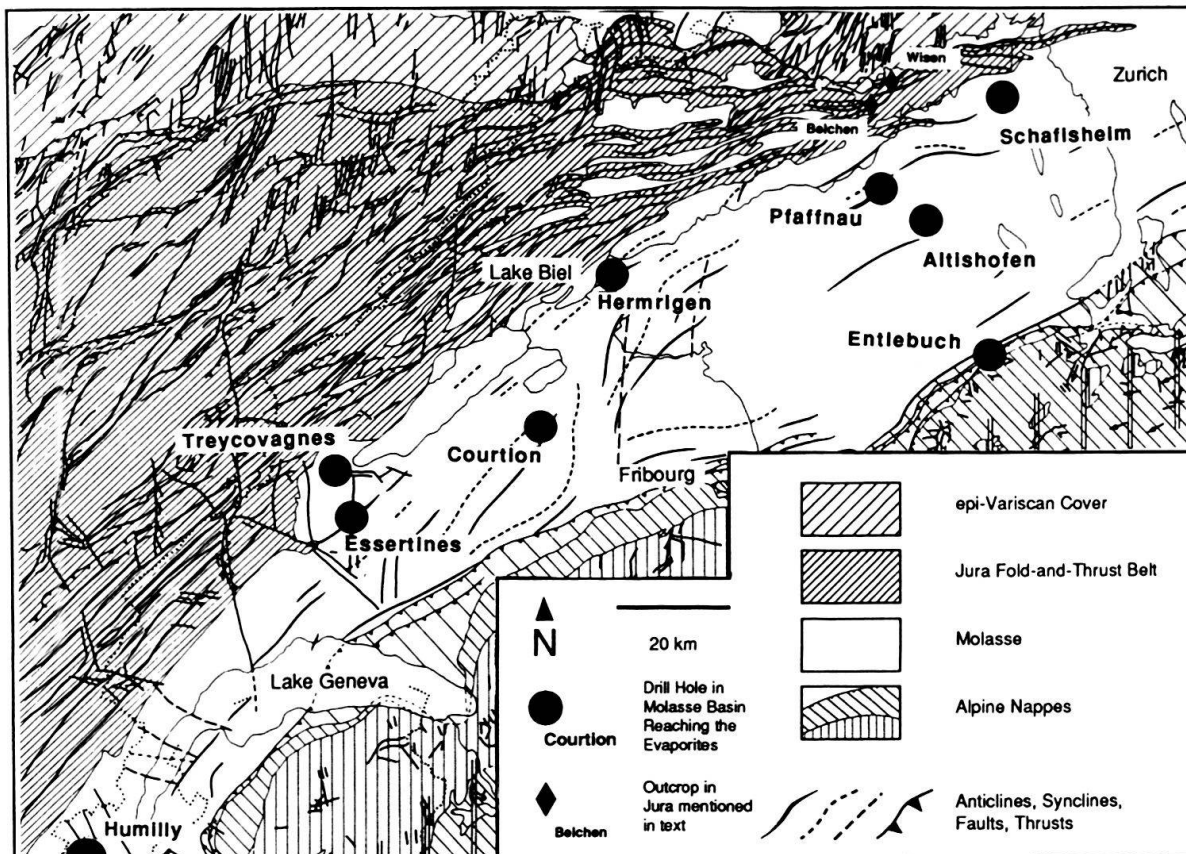 Wisen
Zurich
Belchen
Schafisheim
Pfaffnau
Altishofen
Lake Biel
Hermrigen
Entlebuch
Treycovagnes
Courtion
Fribourg
Essertines
Lake Geneva
Humilly
epi-Variscan Cover
Jura Fold-and-Thrust Belt
Molasse
Alpine Nappes
Anticlines, Synclines,
Faults, Thrusts
N
20 km
Courtion
Drill Hole in
Molasse Basin
Reaching the
Evaporites
Belchen
Outcrop in
Jura mentioned
in text